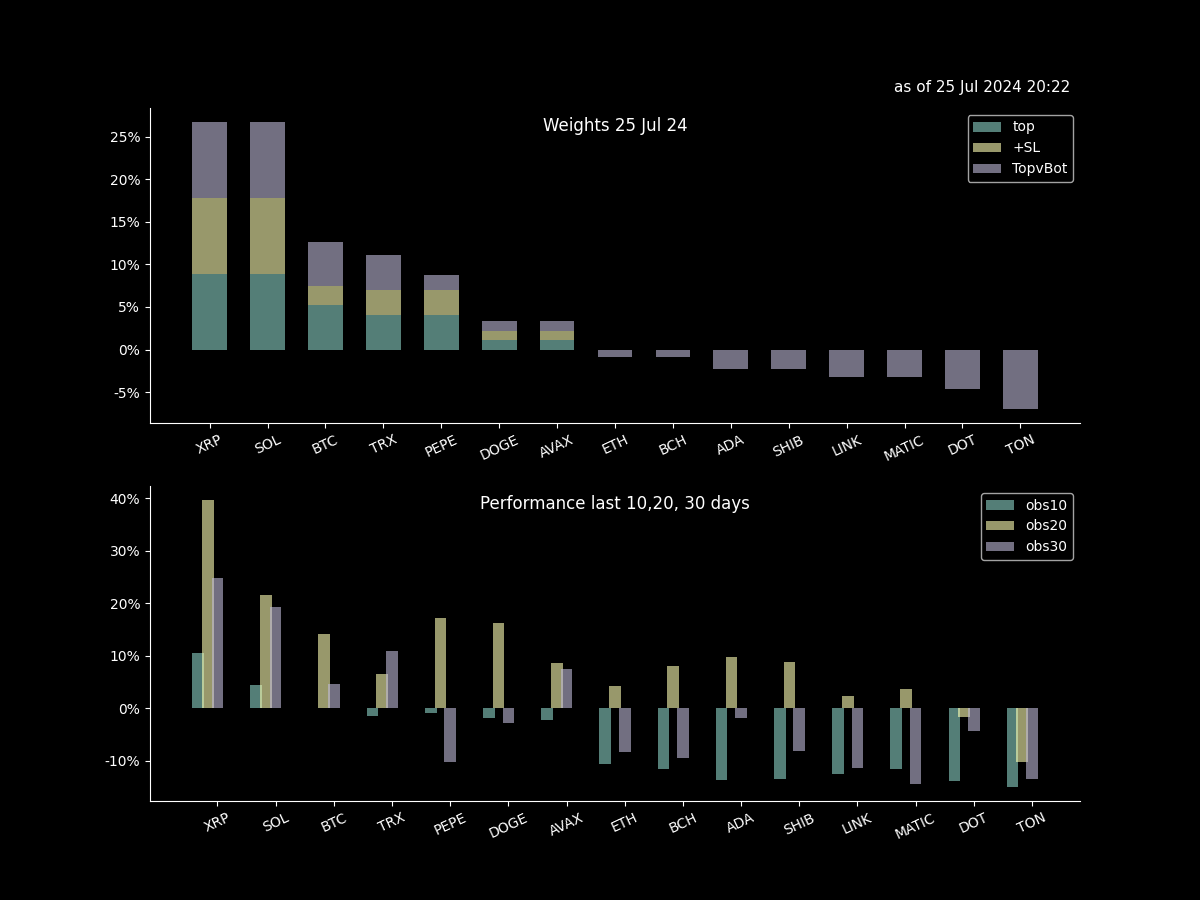 as of 25 Jul 2024 20:22
Weights 25 Jul 24
top
+SL
TopvBot
25%
20%
15%
10%
5%
0%
-5%
XRP SOL BTC TRX PEPE DOGE AVAX ETH BCH ADA SHIB LINK MATIC DOT TON
Performance last 10,20, 30 days
obs10
obs20
obs30
40%
30%
20%
10%
0%
-10%
XRP SOL BTC TRX PEPE DOGE AVAX ETH BCH ADA SHIB LINK MATIC DOT TON